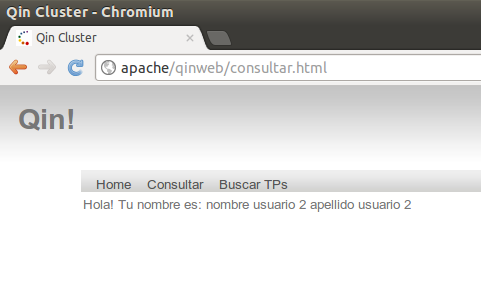 Qin Cluster - Chromium
Qin Cluster
apache/qinweb/consultar.html
Qin!
Home Consultar Buscar TPs
Hola! Tu nombre es: nombre usuario 2 apellido usuario 2